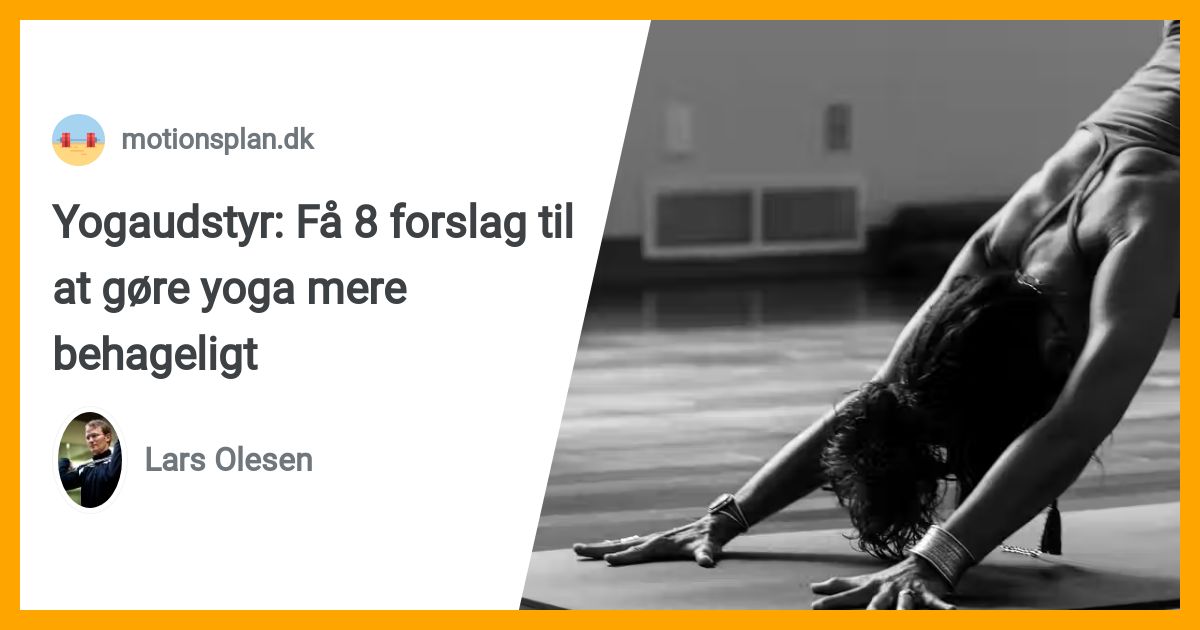 motionsplan.dk
Yogaudstyr: Få 8 forslag til
at gøre yoga mere
behageligt
Lars Olesen